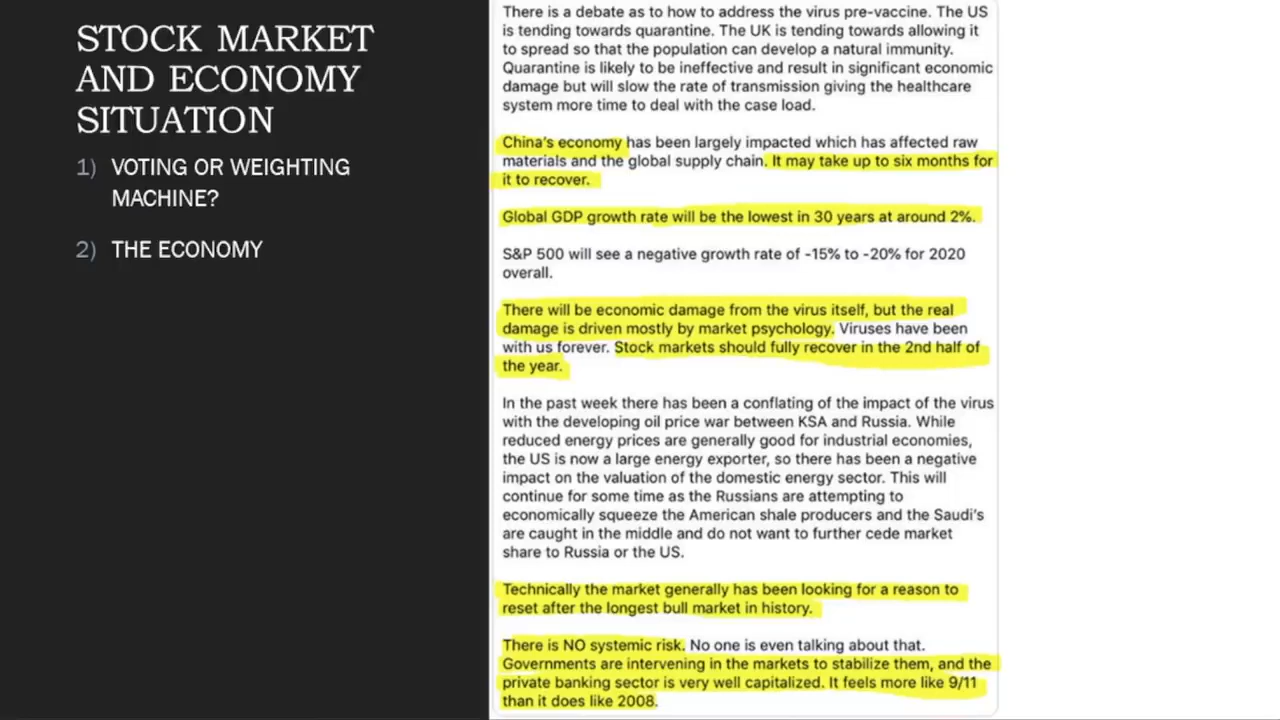 STOCK MARKET
AND ECONOMY
SITUATION
1) VOTING OR WEIGHTING
MACHINE?
2) THE ECONOMY
There is a debate as to how to address the virus pre-vaccine. The US
is tending towards quarantine. The UK is tending towards allowing it
to spread so that the population can develop a natural immunity.
Quarantine is likely to be ineffective and result in significant economic
damage but will slow the rate of transmission giving the healthcare
system more time to deal with the case load.
China's economy has been largely impacted which has affected raw
materials and the global supply chain. It may take up to six months for
it to recover.
Global GDP growth rate will be the lowest in 30 years at around 2%.
S&P 500 will see a negative growth rate of -15% to -20% for 2020
overall.
There will be economic damage from the virus itself, but the real
damage is driven mostly by market psychology. Viruses have been
with us forever. Stock markets should fully recover in the 2nd half of
the year.
In the past week there has been a conflating of the impact of the virus
with the developing oil price war between KSA and Russia. While
reduced energy prices are generally good for industrial economies,
the US is now a large energy exporter, so there has been a negative
impact on the valuation of the domestic energy sector. This will
continue for some time as the Russians are attempting to
economically squeeze the American shale producers and the Saudi's
are caught in the middle and do not want to further cede market
share to Russia or the US.
Technically the market generally has been looking for a reason to
reset after the longest bull market in history.
There is NO systemic risk. No one is even talking about that.
Governments are intervening in the markets to stabilize them, and the
private banking sector is very well capitalized. It feels more like 9/11
than it does like 2008.